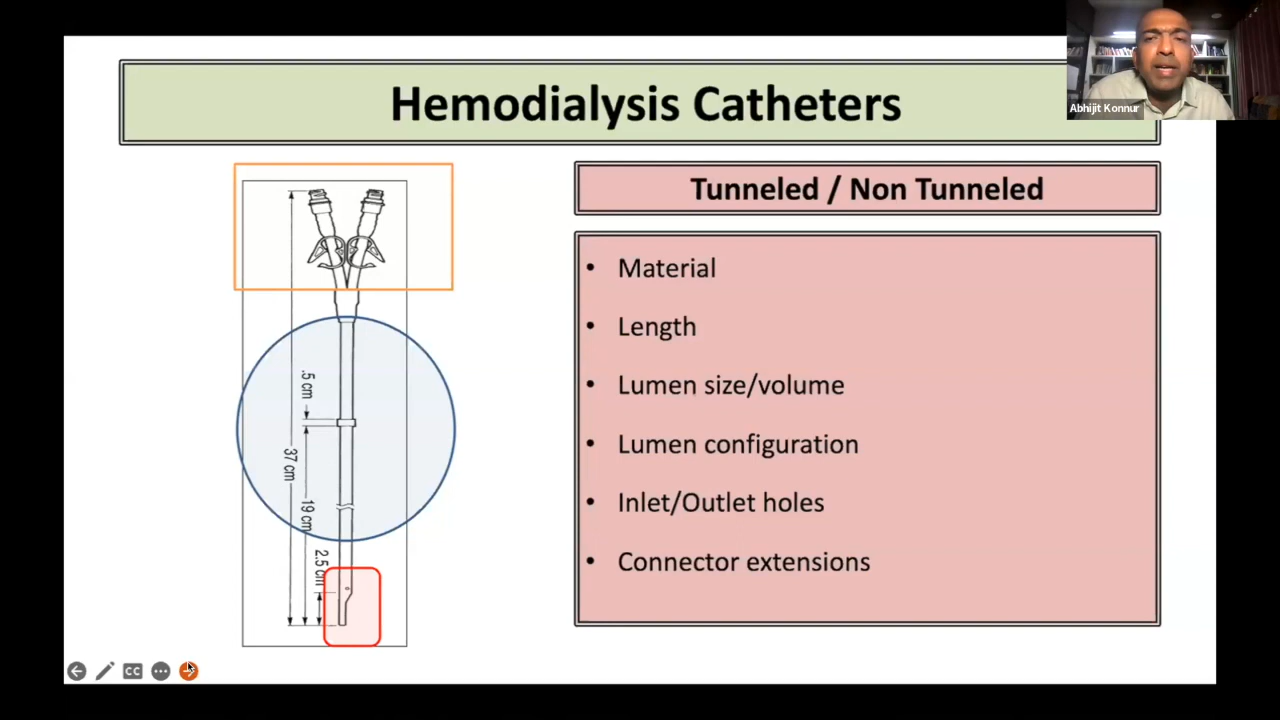 Hemodialysis Catheters
Abhijit Konnur
Tunneled / Non Tunneled
• Material
• Length
• Lumen size/volume
• Lumen configuration
• Inlet/Outlet holes
• Connector extensions
.5 cm
37 cm
19 cm
2.5 cm
CC